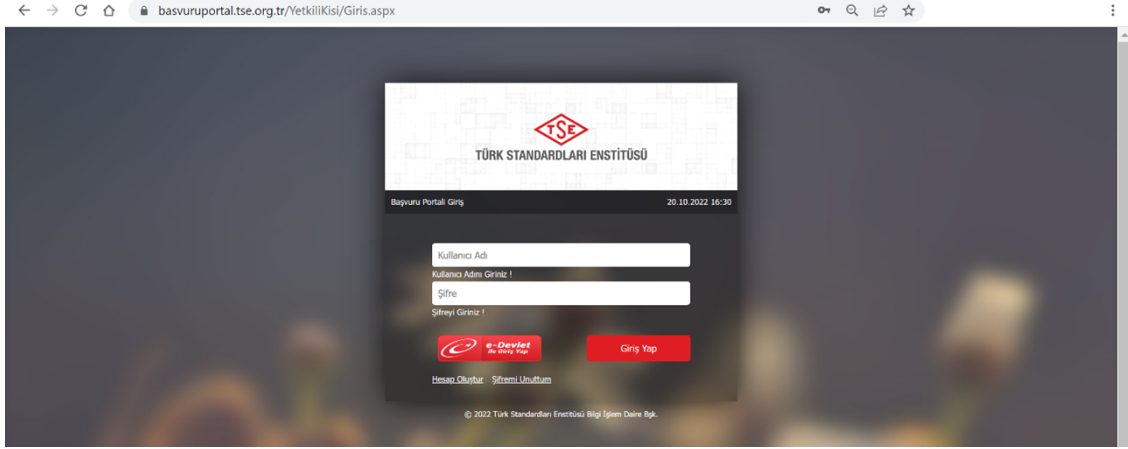 basvuruportal.tse.org.tr/YetkiliKisi/Giris.aspx
TSE
TÜRK STANDARDLARI ENSTİTÜSÜ
Başvuru Portali Giriş 20.10.2022 16:30
Kullanıcı Adı
Kullanıcı Adını Giriniz !
Şifre
Şifreyi Giriniz !
e-Devlet
ile Giriş Yap
Giriş Yap
Hesap Oluştur Şifremi Unuttum
© 2022 Türk Standardları Enstitüsü Bilgi İşlem Daire Bşk.